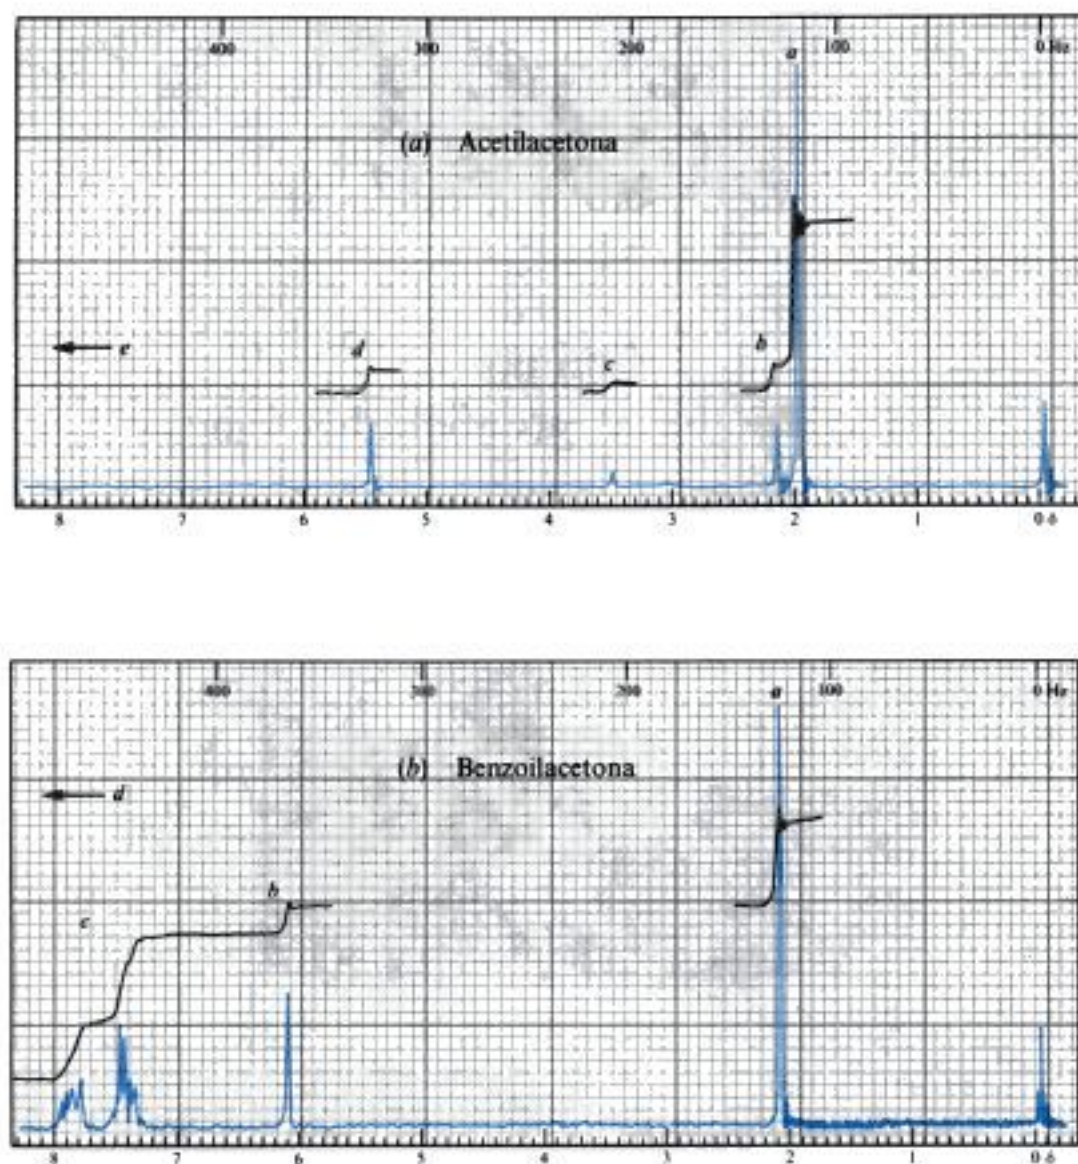 400 300 200 100 0 Hz
a
(a) Acetilacetona
b
e d c
8 7 6 5 4 3 2 1 0 δ
400 300 200 100 0 Hz
a
(b) Benzoilacetona
d
b
c
8 7 6 5 4 3 2 1 0 δ